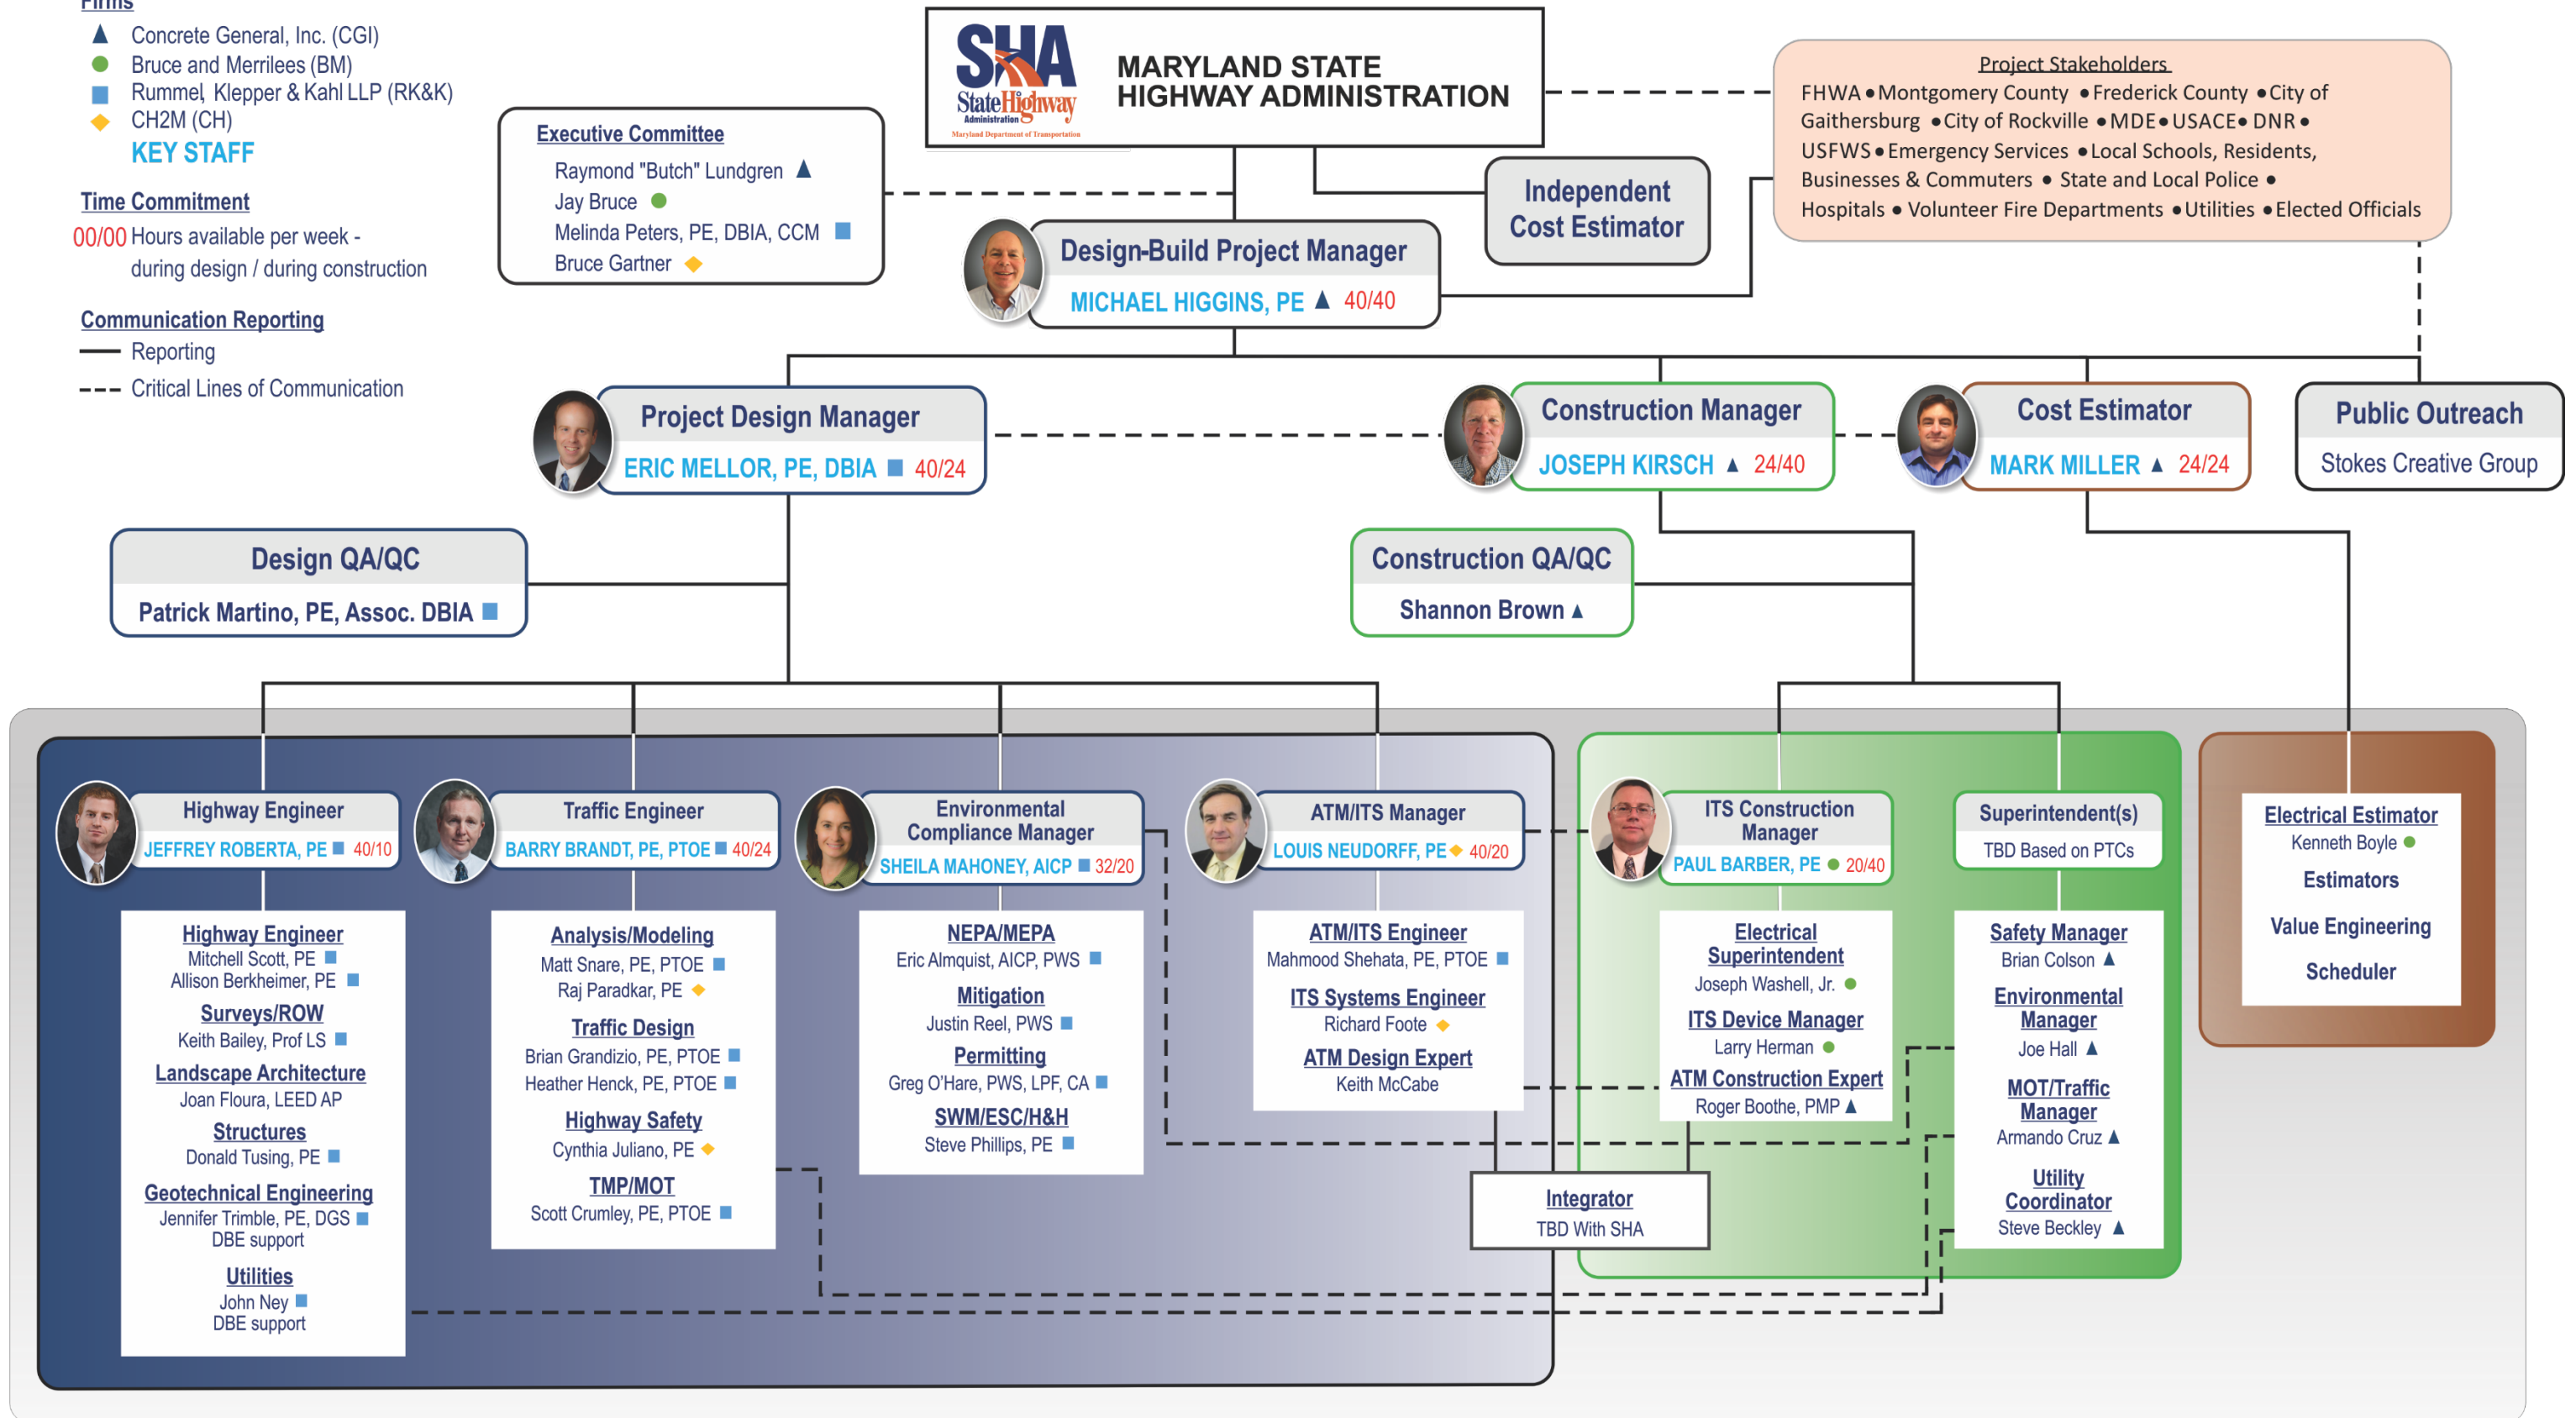 Firms
Concrete General, Inc. (CGI)
Bruce and Merrilees (BM)
Rummel, Klepper & Kahl LLP (RK&K)
CH2M (CH)
KEY STAFF
Time Commitment
00/00 Hours available per week -
during design / during construction
Communication Reporting
Reporting
Critical Lines of Communication
Executive Committee
Raymond "Butch" Lundgren
Jay Bruce
Melinda Peters, PE, DBIA, CCM
Bruce Gartner
SHA
StateHighway
Administration
Maryland Department of Transportation
MARYLAND STATE
HIGHWAY ADMINISTRATION
Independent
Cost Estimator
Project Stakeholders
FHWA • Montgomery County • Frederick County • City of
Gaithersburg • City of Rockville • MDE • USACE • DNR •
USFWS • Emergency Services • Local Schools, Residents,
Businesses & Commuters • State and Local Police •
Hospitals • Volunteer Fire Departments • Utilities • Elected Officials
Design-Build Project Manager
MICHAEL HIGGINS, PE 40/40
Project Design Manager
ERIC MELLOR, PE, DBIA 40/24
Construction Manager
JOSEPH KIRSCH 24/40
Cost Estimator
MARK MILLER 24/24
Public Outreach
Stokes Creative Group
Design QA/QC
Patrick Martino, PE, Assoc. DBIA
Construction QA/QC
Shannon Brown
Highway Engineer
JEFFREY ROBERTA, PE 40/10
Highway Engineer
Mitchell Scott, PE
Allison Berkheimer, PE
Surveys/ROW
Keith Bailey, Prof LS
Landscape Architecture
Joan Floura, LEED AP
Structures
Donald Tusing, PE
Geotechnical Engineering
Jennifer Trimble, PE, DGS
DBE support
Utilities
John Ney
DBE support
Traffic Engineer
BARRY BRANDT, PE, PTOE 40/24
Analysis/Modeling
Matt Snare, PE, PTOE
Raj Paradkar, PE
Traffic Design
Brian Grandizio, PE, PTOE
Heather Henck, PE, PTOE
Highway Safety
Cynthia Juliano, PE
TMP/MOT
Scott Crumley, PE, PTOE
Environmental
Compliance Manager
SHEILA MAHONEY, AICP 32/20
NEPA/MEPA
Eric Almquist, AICP, PWS
Mitigation
Justin Reel, PWS
Permitting
Greg O'Hare, PWS, LPF, CA
SWM/ESC/H&H
Steve Phillips, PE
ATM/ITS Manager
LOUIS NEUDORFF, PE 40/20
ATM/ITS Engineer
Mahmood Shehata, PE, PTOE
ITS Systems Engineer
Richard Foote
ATM Design Expert
Keith McCabe
ITS Construction
Manager
PAUL BARBER, PE 20/40
Electrical
Superintendent
Joseph Washell, Jr.
ITS Device Manager
Larry Herman
ATM Construction Expert
Roger Boothe, PMP
Integrator
TBD With SHA
Superintendent(s)
TBD Based on PTCs
Safety Manager
Brian Colson
Environmental
Manager
Joe Hall
MOT/Traffic
Manager
Armando Cruz
Utility
Coordinator
Steve Beckley
Electrical Estimator
Kenneth Boyle
Estimators
Value Engineering
Scheduler